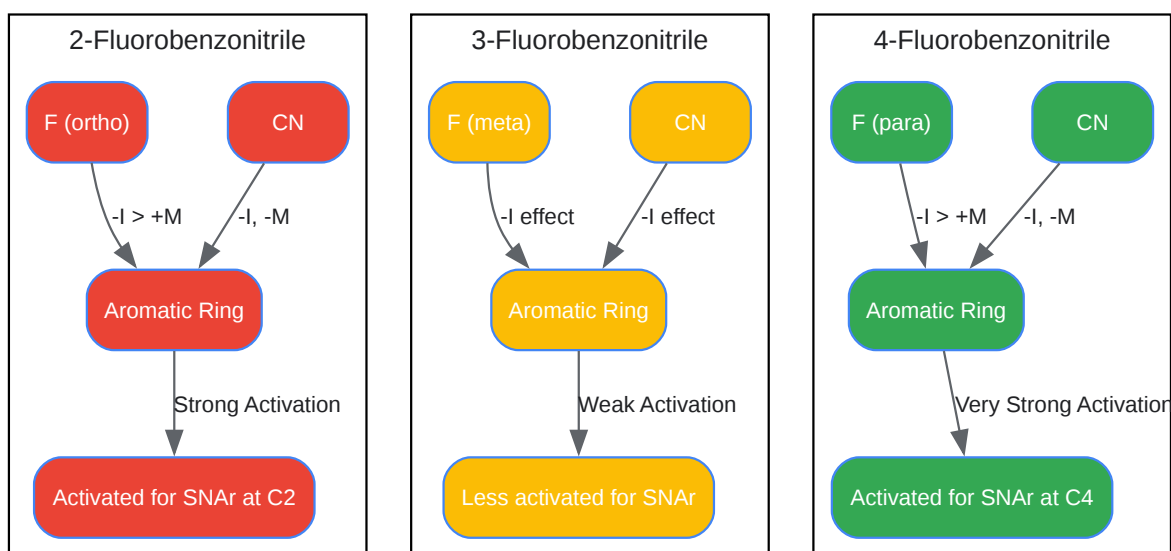 2-Fluorobenzonitrile
F (ortho)
CN
-I > +M
-I, -M
Aromatic Ring
Strong Activation
Activated for SNAr at C2
3-Fluorobenzonitrile
F (meta)
CN
-I effect
-I effect
Aromatic Ring
Weak Activation
Less activated for SNAr
4-Fluorobenzonitrile
F (para)
CN
-I > +M
-I, -M
Aromatic Ring
Very Strong Activation
Activated for SNAr at C4